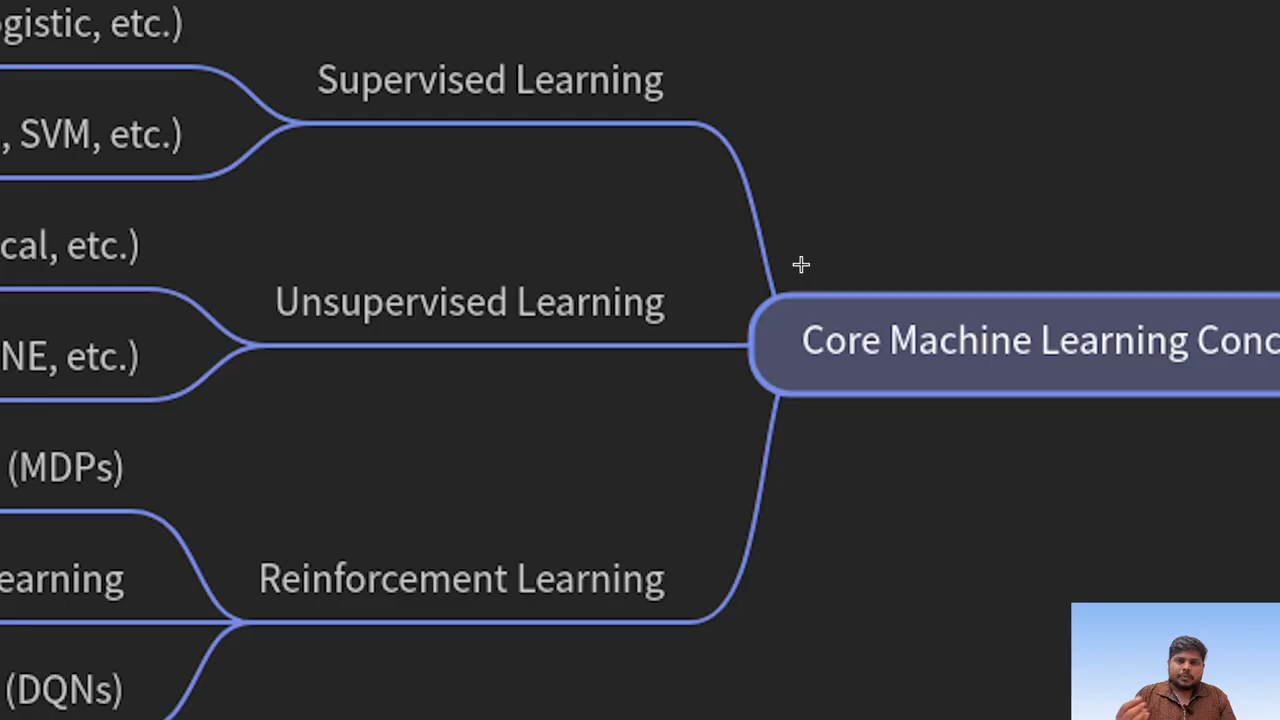 ogistic, etc.)
Supervised Learning
, SVM, etc.)
cal, etc.)
Unsupervised Learning
Core Machine Learning Conc
NE, etc.)
(MDPs)
earning
Reinforcement Learning
(DQNs)